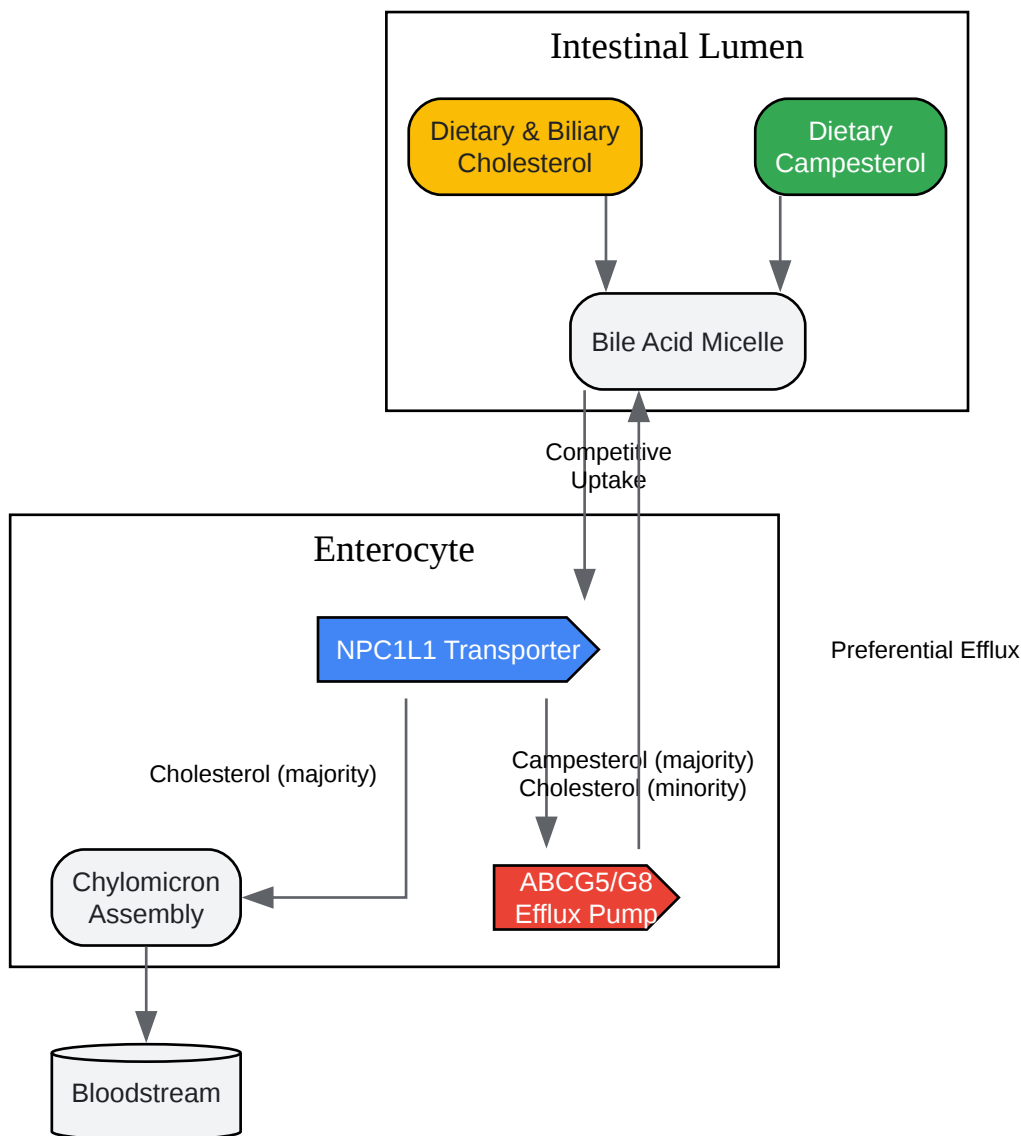 Intestinal Lumen
Dietary & Biliary
Cholesterol
Dietary
Campesterol
Bile Acid Micelle
Competitive
Uptake
Enterocyte
NPC1L1 Transporter
Preferential Efflux
Cholesterol (majority)
Campesterol (majority)
Cholesterol (minority)
Chylomicron
Assembly
ABCG5/G8
Efflux Pump
Bloodstream